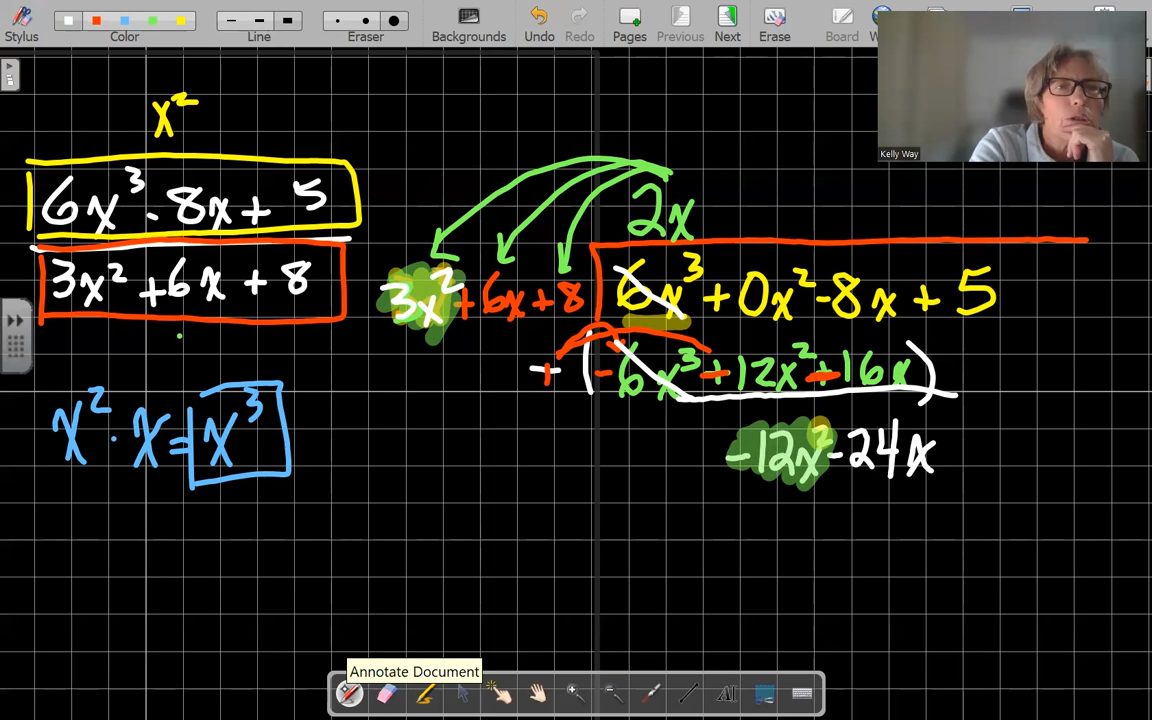 Stylus Color Line Eraser Backgrounds Undo Redo Pages Previous Next Erase Board
Kelly Way
x²
6x³ - 8x + 5
3x² + 6x + 8
x² · x = x³
2x
3x² + 6x + 8 6x³ + 0x² - 8x + 5
+ ( - 6x³ + 12x² + 16x )
-12x² - 24x
Annotate Document
AI